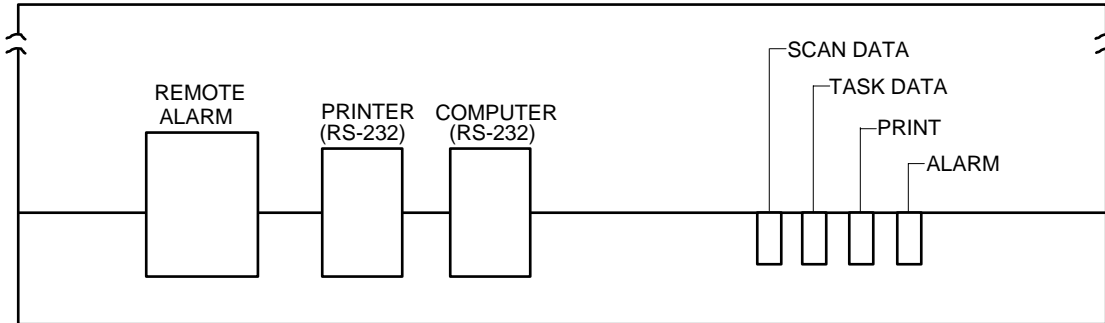 REMOTE
ALARM
PRINTER
(RS-232)
COMPUTER
(RS-232)
SCAN DATA
TASK DATA
PRINT
ALARM